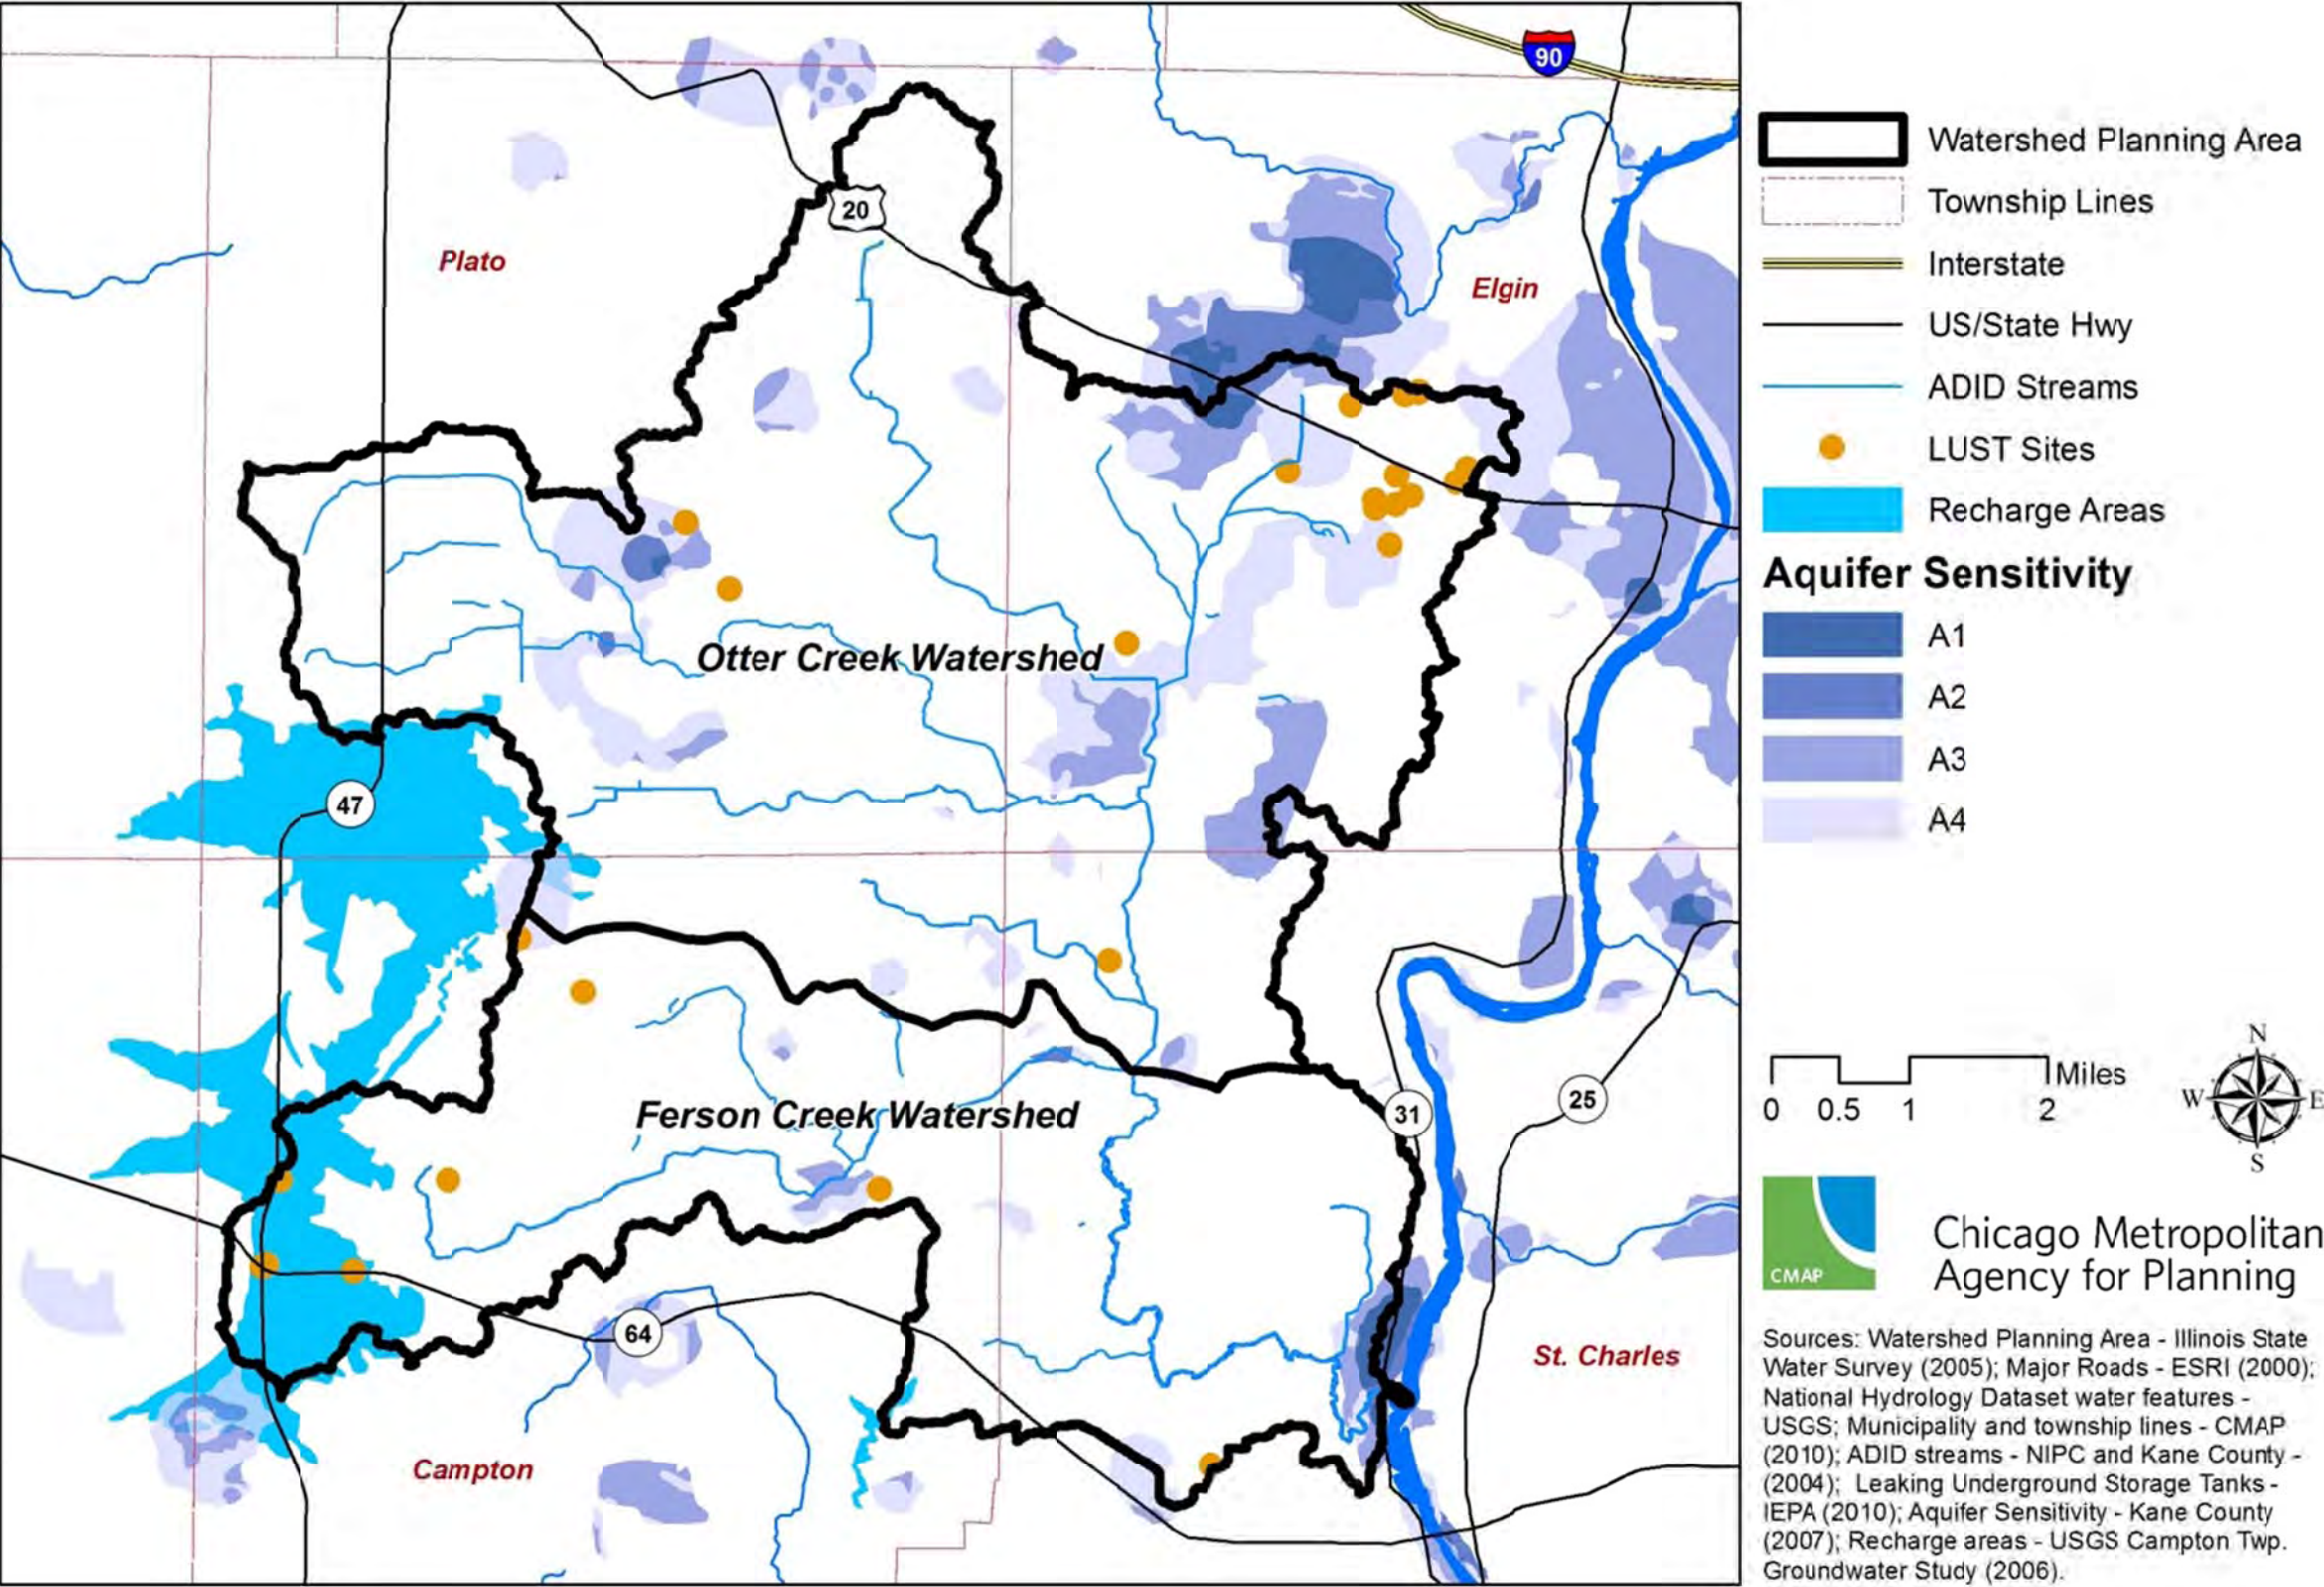 90
20
Plato
Elgin
Otter Creek Watershed
47
Ferson Creek Watershed
31
25
64
St. Charles
Campton
Watershed Planning Area
Township Lines
Interstate
US/State Hwy
ADID Streams
LUST Sites
Recharge Areas
Aquifer Sensitivity
A1
A2
A3
A4
Miles
0 0.5 1 2
N
W E
S
CMAP
Chicago Metropolitan
Agency for Planning
Sources: Watershed Planning Area - Illinois State
Water Survey (2005); Major Roads - ESRI (2000);
National Hydrology Dataset water features -
USGS; Municipality and township lines - CMAP
(2010); ADID streams - NIPC and Kane County -
(2004); Leaking Underground Storage Tanks -
IEPA (2010); Aquifer Sensitivity - Kane County
(2007); Recharge areas - USGS Campton Twp.
Groundwater Study (2006).